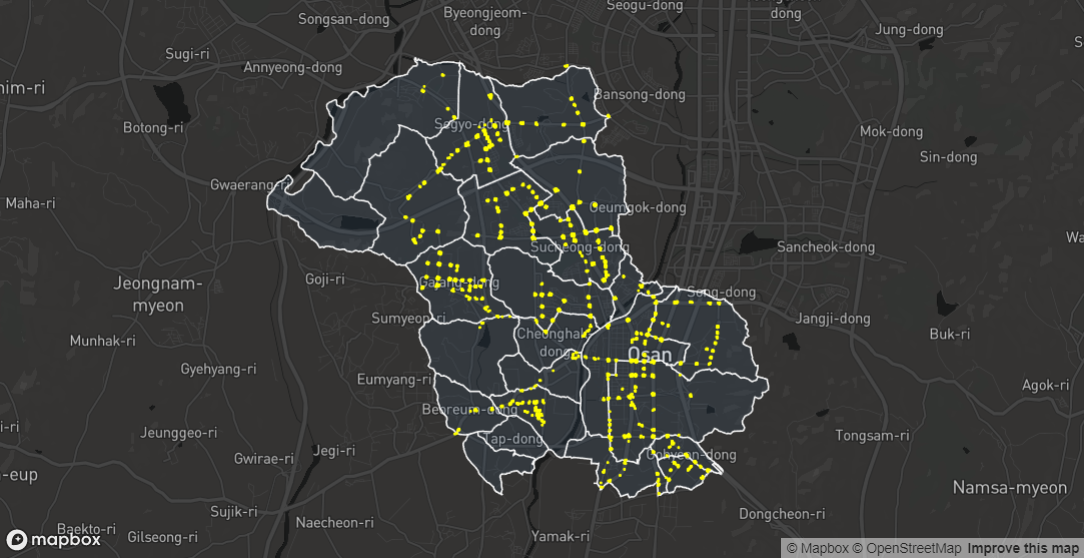 Songsan-dong
Byeongjeom-
dong
Seogu-dong
dong
Jung-dong
Sugi-ri
Annyeong-dong
him-ri
Bansong-dong
Botong-ri
Segyo-dong
Mok-dong
Sin-dong
Gwaerang-ri
Maha-ri
Geumgok-dong
Sucheong-dong
Sancheok-dong
Wa
Goji-ri
Jeongnam-
myeon
Gajang-dong
Song-dong
Sumyeon-ri
Jangji-dong
Munhak-ri
Cheonghak-
dong
Buk-ri
Osan
Gyehyang-ri
Eumyang-ri
Agok-ri
Beoreum-dong
i-ri
Jeunggeo-ri
Tap-dong
Tongsam-ri
Gwirae-ri
Jegi-ri
Gohyeon-dong
-eup
Namsa-myeon
Sujik-ri
Naecheon-ri
Dongcheon-ri
Baekto-ri
Gilseong-ri
Yamak-ri
mapbox
© Mapbox © OpenStreetMap Improve this map